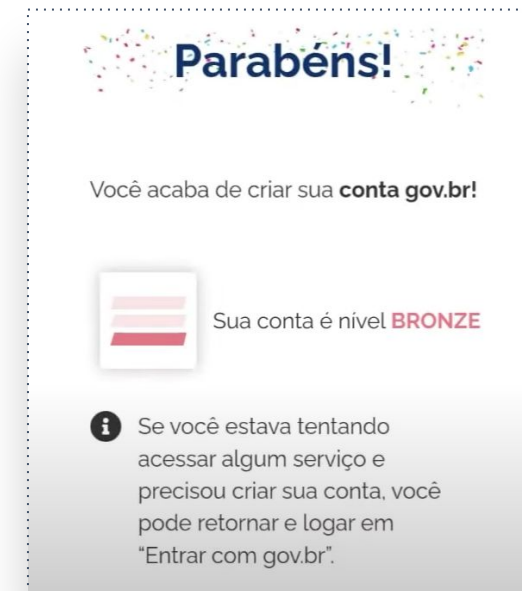 Parabéns!
Você acaba de criar sua conta gov.br!
Sua conta é nível BRONZE
Se você estava tentando
acessar algum serviço e
precisou criar sua conta, você
pode retornar e logar em
“Entrar com gov.br”.